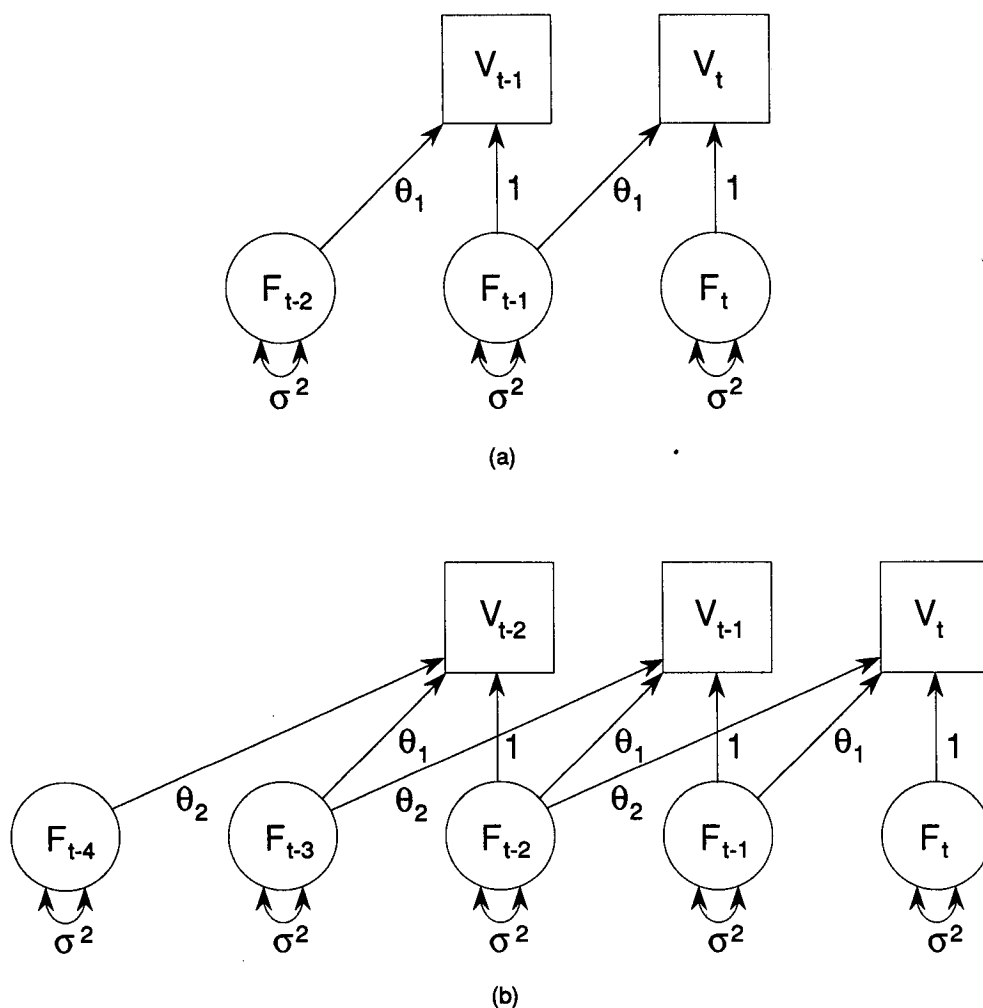 V_{t-1} V_t
θ_1 1 θ_1 1
F_{t-2} F_{t-1} F_t
σ^2 σ^2 σ^2
(a)
V_{t-2} V_{t-1} V_t
θ_1 1 θ_1 1 θ_1 1
θ_2 θ_2 θ_2
F_{t-4} F_{t-3} F_{t-2} F_{t-1} F_t
σ^2 σ^2 σ^2 σ^2 σ^2
(b)